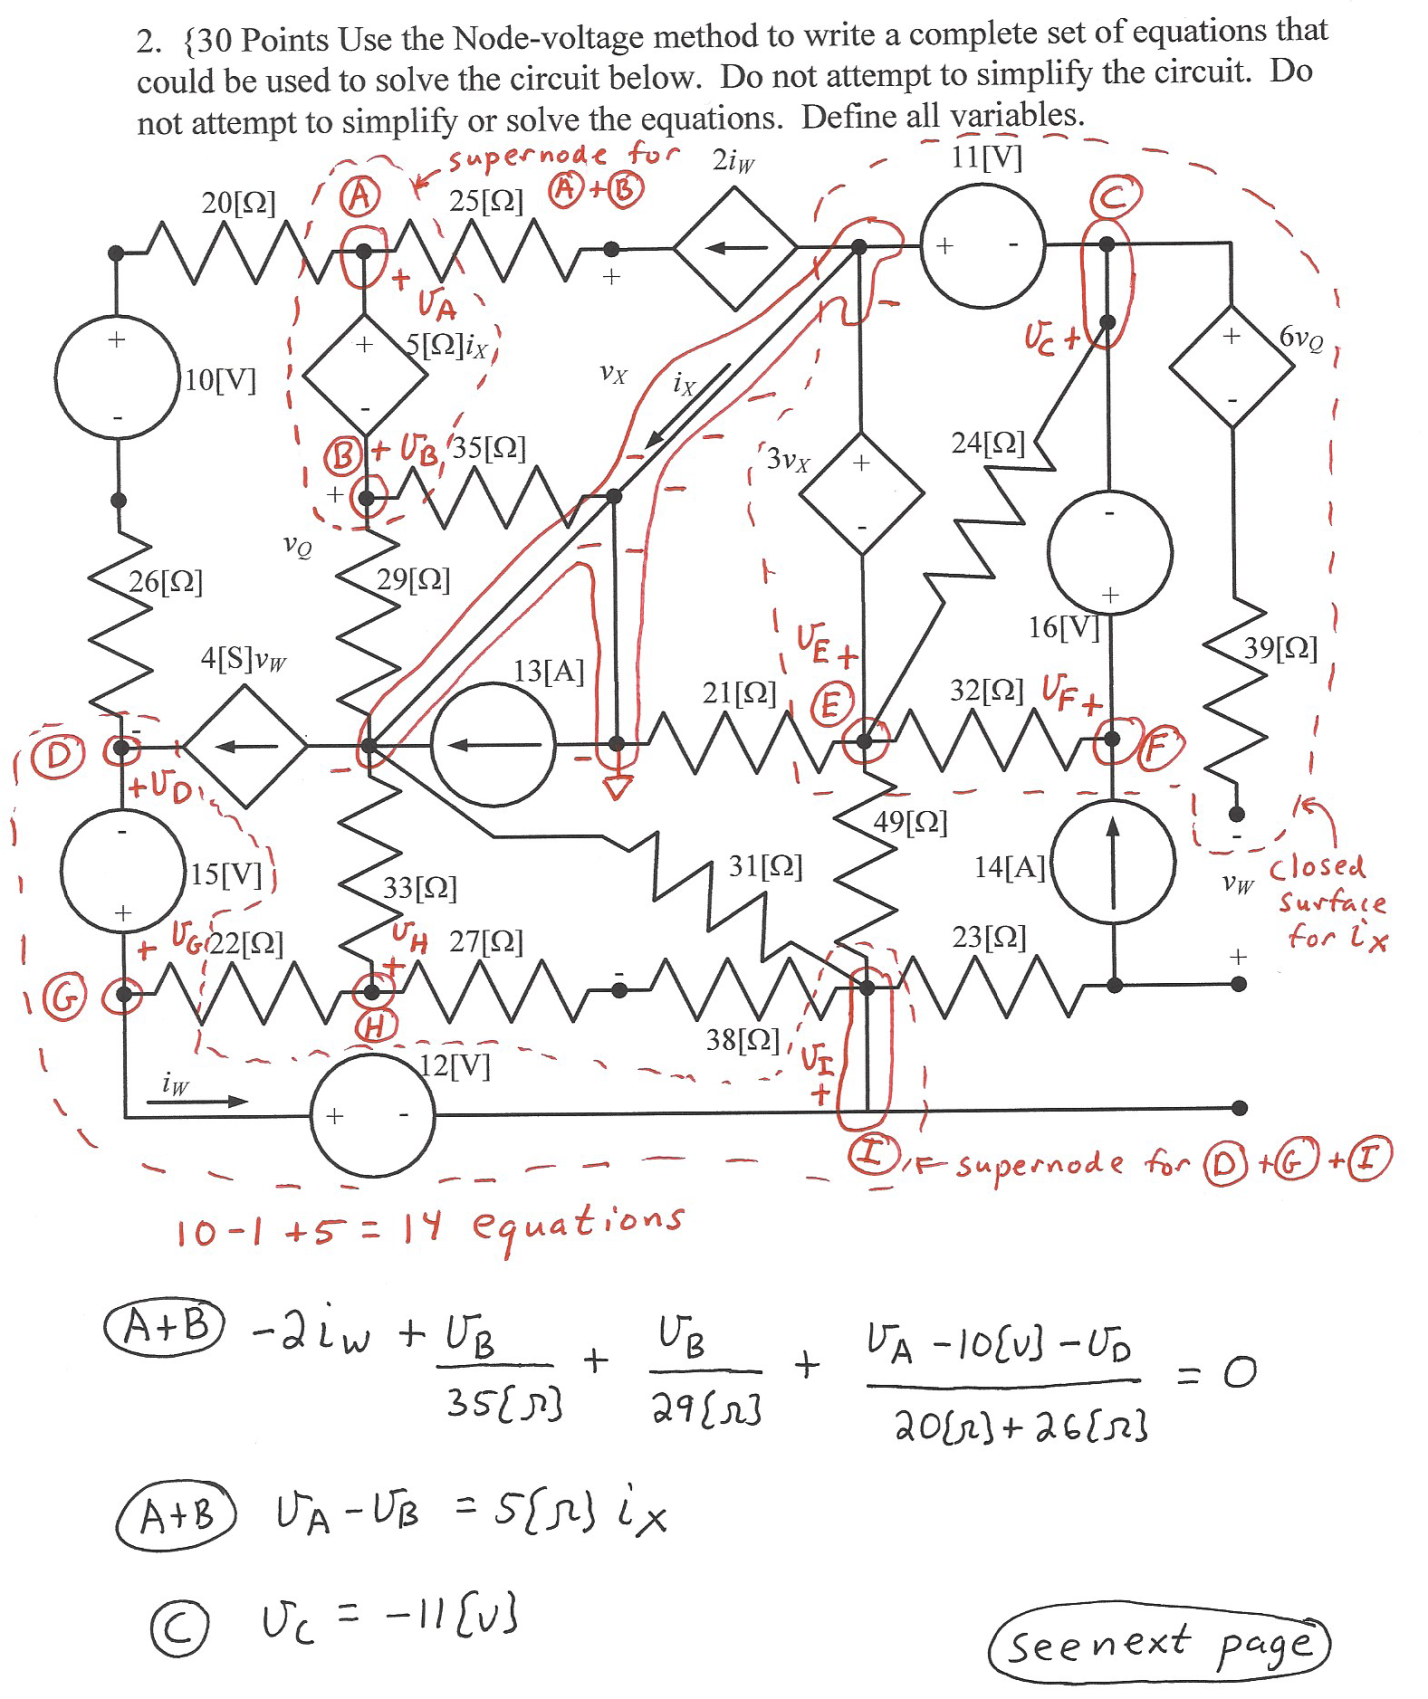 2. {30 Points Use the Node-voltage method to write a complete set of equations that
could be used to solve the circuit below. Do not attempt to simplify the circuit. Do
not attempt to simplify or solve the equations. Define all variables.
supernode for
A + B
2iW
11[V]
20[Ω]
A
25[Ω]
C
+
+
-
+
vA
-
+
10[V]
+
5[Ω]iX
vX
iX
vC +
+
6vQ
-
-
-
B
+ vB
35[Ω]
3vX
+
24[Ω]
+
-
-
vQ
26[Ω]
29[Ω]
+
16[V]
39[Ω]
4[S]vW
13[A]
vE +
21[Ω]
E
32[Ω]
vF +
F
D
-
+ vD
-
-
-
15[V]
+
33[Ω]
31[Ω]
49[Ω]
14[A]
-
vW
+
closed
surface
for iX
G
+ vG
22[Ω]
vH
+
27[Ω]
-
23[Ω]
H
38[Ω]
vI
+
iW
12[V]
+
-
I
supernode for D + G + I
10 - 1 + 5 = 14 equations
A+B -2iW + vB / 35[Ω] + vB / 29[Ω] + vA - 10[V] - vD / 20[Ω] + 26[Ω] = 0
A+B vA - vB = 5[Ω] iX
C vC = -11[V]
see next page